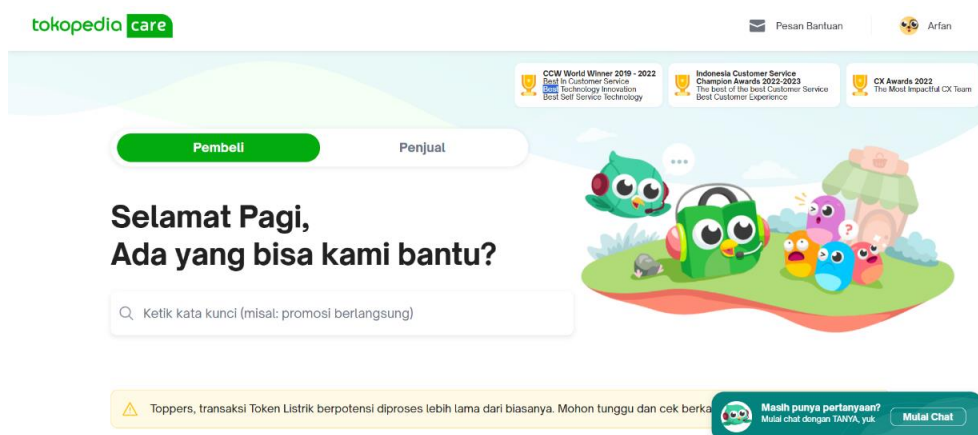 tokopedia care
Pesan Bantuan
Arfan
CCW World Winner 2019 - 2022
Best In Customer Service
Best Technology Innovation
Best Self Service Technology
Indonesia Customer Service
Champion Awards 2022-2023
The best of the best Customer Service
Best Customer Experience
CX Awards 2022
The Most Impactful CX Team
Pembeli
Penjual
Selamat Pagi,
Ada yang bisa kami bantu?
Ketik kata kunci (misal: promosi berlangsung)
Toppers, transaksi Token Listrik berpotensi diproses lebih lama dari biasanya. Mohon tunggu dan cek berka
Masih punya pertanyaan?
Mulai chat dengan TANYA, yuk
Mulai Chat